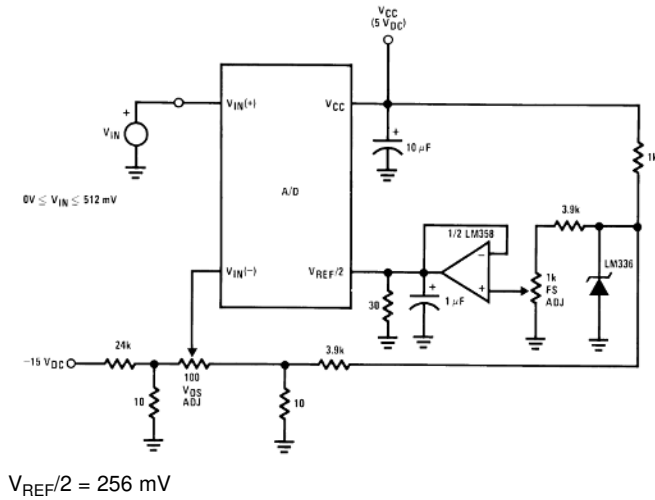 VCC
(5 VDC)
VIN(+)
VCC
+
VIN
+
10 µF
1k
0V ≤ VIN ≤ 512 mV
A/D
3.9k
1/2 LM358
−
LM336
VIN(−)
VREF/2
+
1k
FS
ADJ
30
+
1 µF
24k
3.9k
−15 VDC
100
VOS
ADJ
10
10
VREF/2 = 256 mV